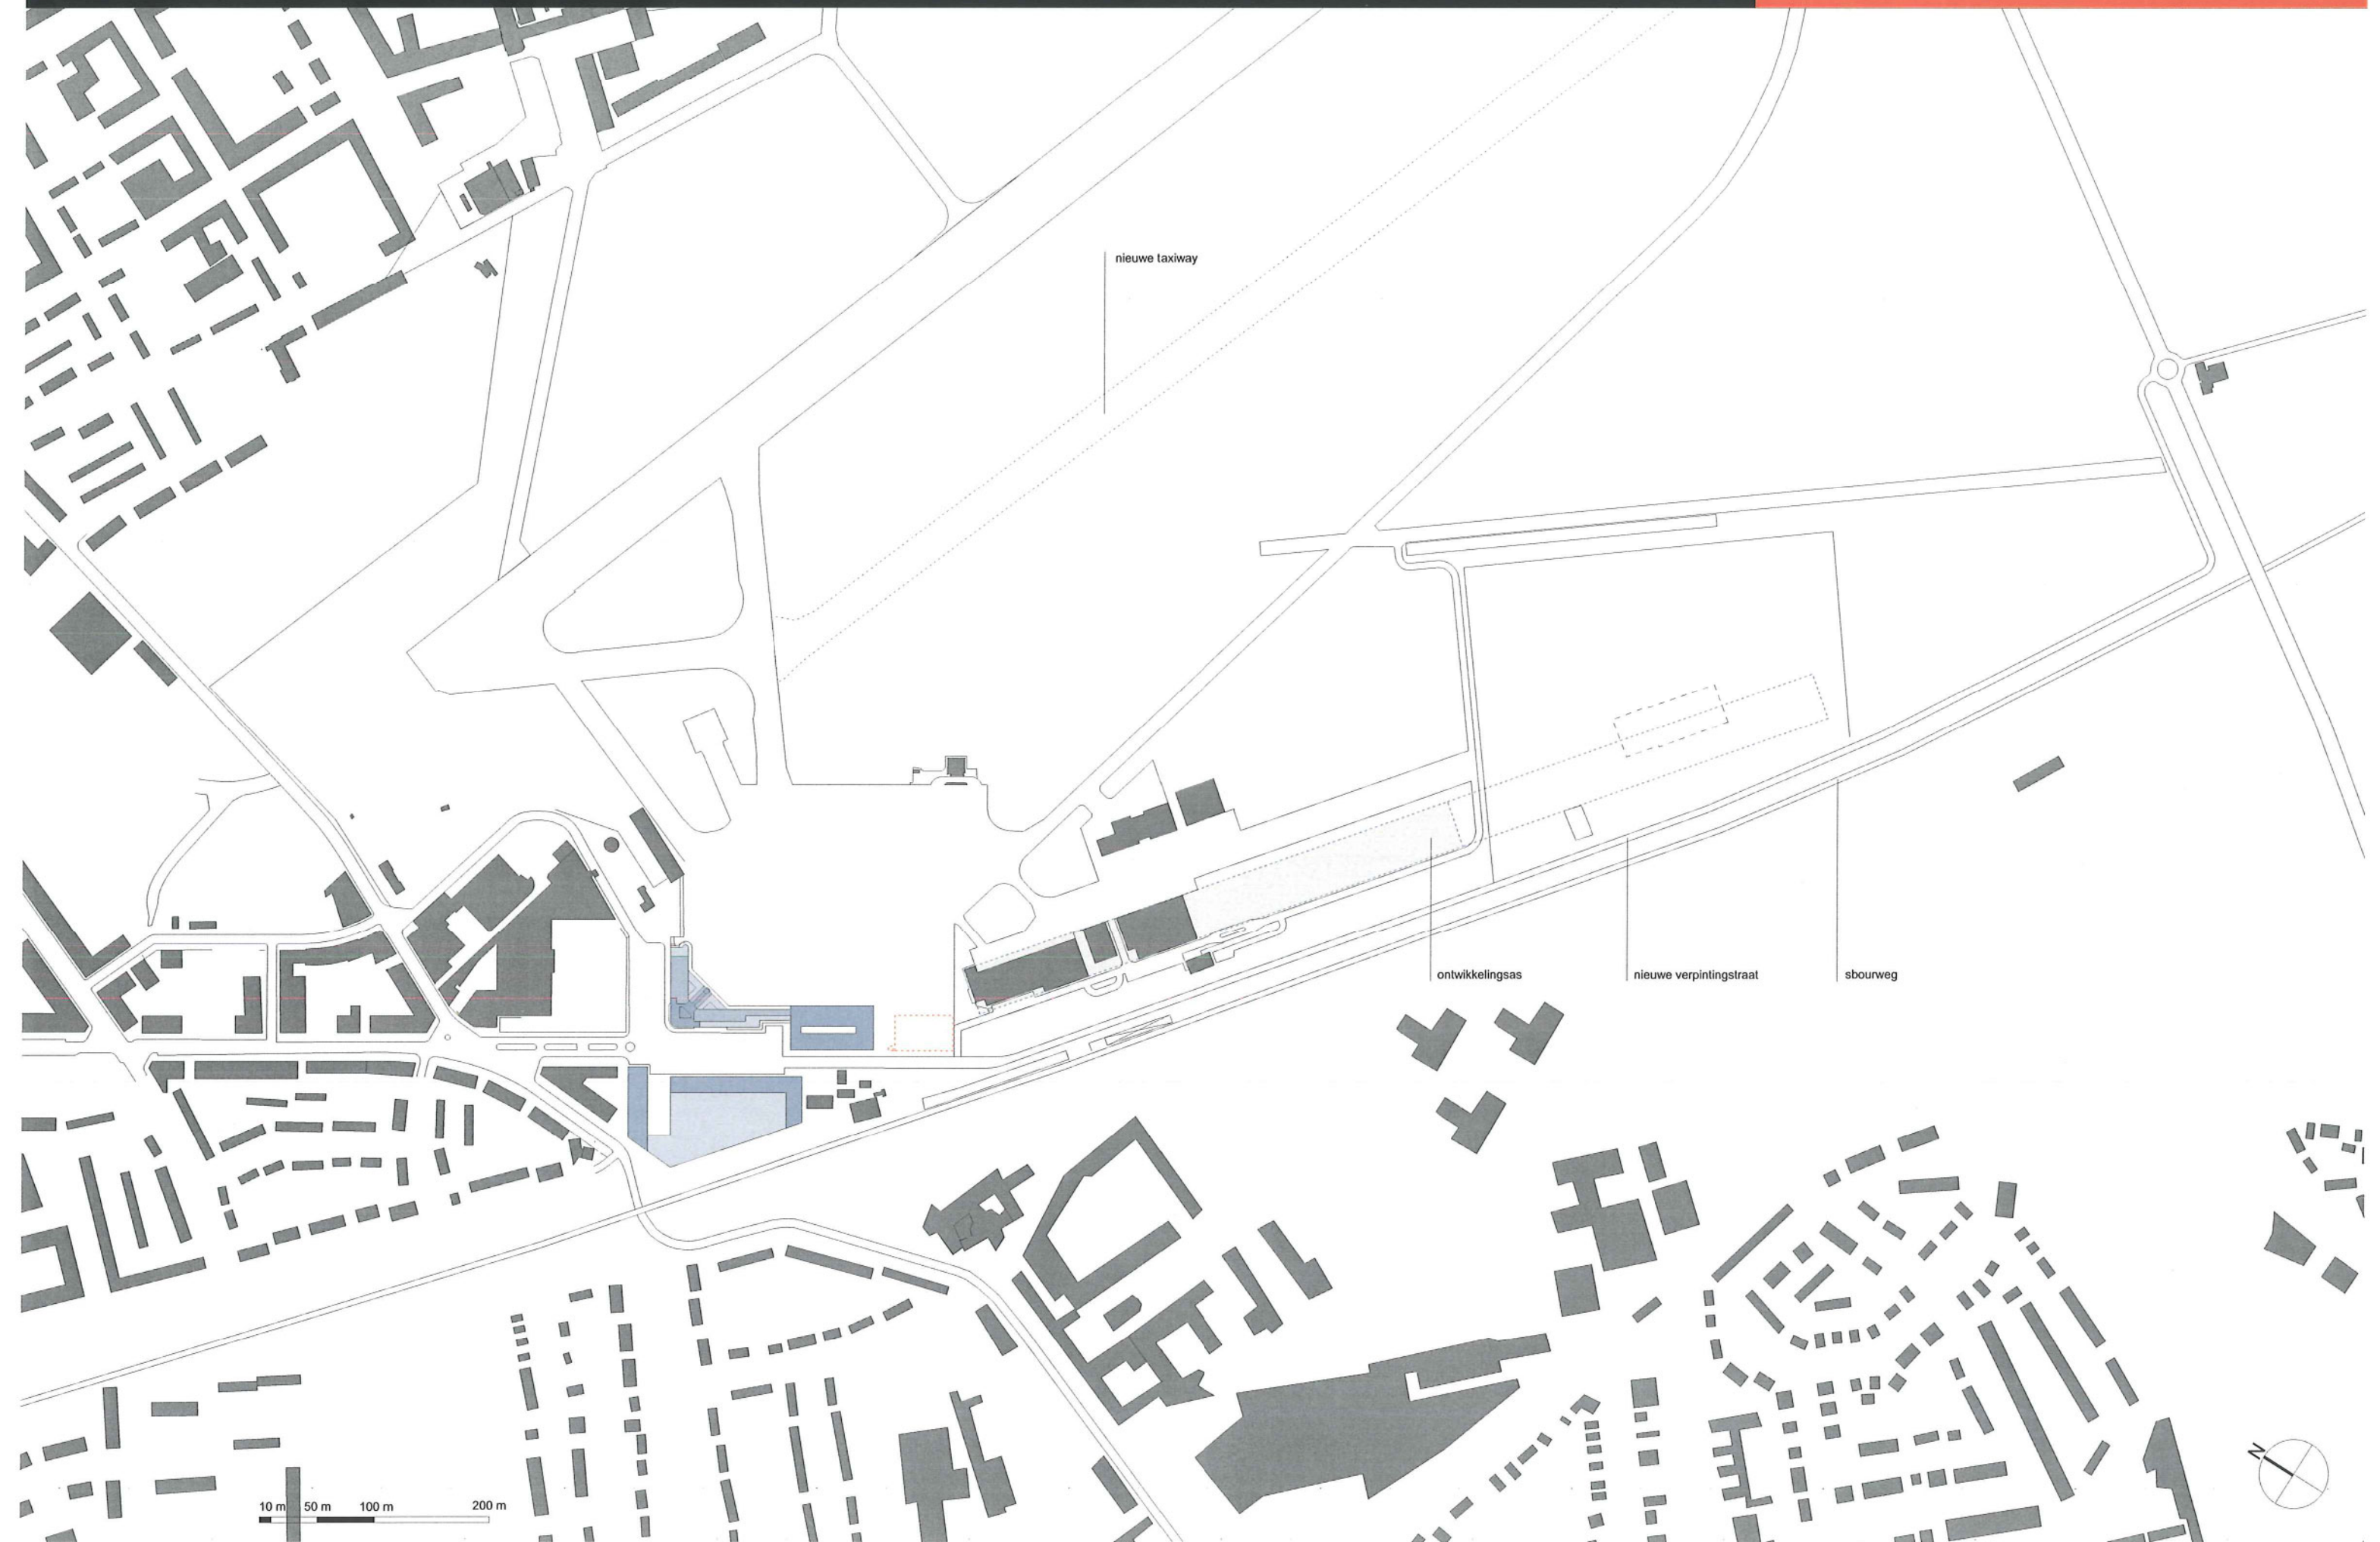 nieuwe taxiway
ontwikkelingsas
nieuwe verpintingstraat
sbourweg
10 m 50 m 100 m 200 m
N